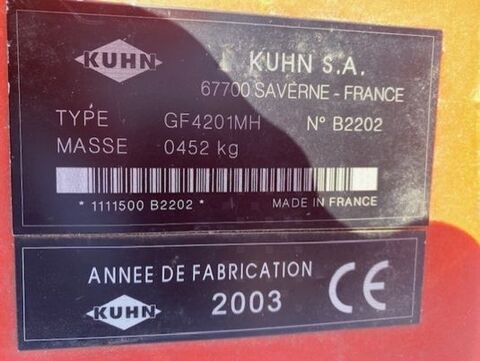 KUHN
KUHN S.A.
67700 SAVERNE - FRANCE
TYPE GF4201MH N° B2202
MASSE 0452 kg
* 1111500 B2202 * MADE IN FRANCE
ANNEE DE FABRICATION
KUHN 2003 CE